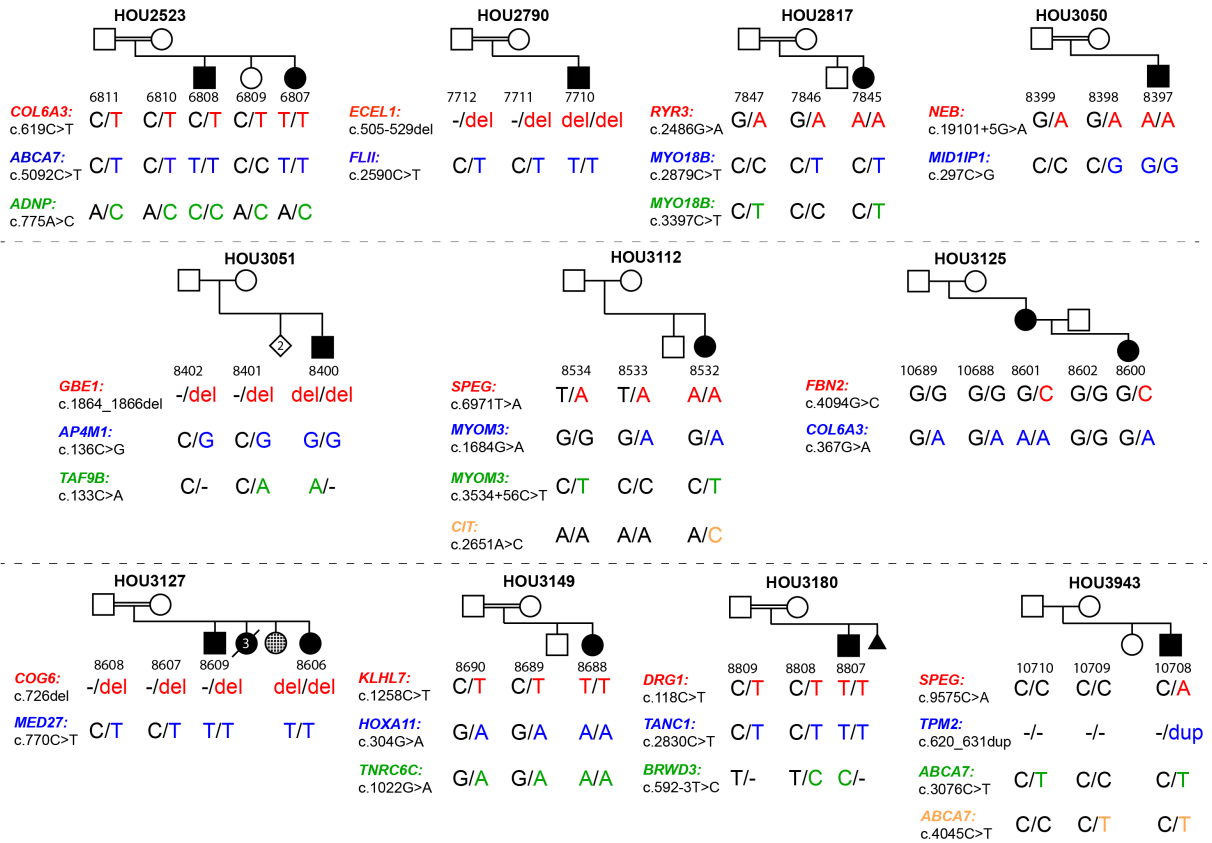 HOU2523
6811 6810 6808 6809 6807
COL6A3: C/T C/T C/T C/T T/T
c.619C>T
ABCA7: C/T C/T T/T C/C T/T
c.5092C>T
ADNP: A/C A/C C/C A/C A/C
c.775A>C
HOU2790
7712 7711 7710
ECEL1: -/del -/del del/del
c.505-529del
FLII: C/T C/T T/T
c.2590C>T
HOU2817
7847 7846 7845
RYR3: G/A G/A A/A
c.2486G>A
MYO18B: C/C C/T C/T
c.2879C>T
MYO18B: C/T C/C C/T
c.3397C>T
HOU3050
8399 8398 8397
NEB: G/A G/A A/A
c.19101+5G>A
MID1IP1: C/C C/G G/G
c.297C>G
HOU3051
2
8402 8401 8400
GBE1: -/del -/del del/del
c.1864_1866del
AP4M1: C/G C/G G/G
c.136C>G
TAF9B: C/- C/A A/-
c.133C>A
HOU3112
8534 8533 8532
SPEG: T/A T/A A/A
c.6971T>A
MYOM3: G/G G/A G/A
c.1684G>A
MYOM3: C/T C/C C/T
c.3534+56C>T
CIT: A/A A/A A/C
c.2651A>C
HOU3125
10689 10688 8601 8602 8600
FBN2: G/G G/G G/C G/G G/C
c.4094G>C
COL6A3: G/A G/A A/A G/G G/A
c.367G>A
HOU3127
3
8608 8607 8609 8606
COG6: -/del -/del -/del del/del
c.726del
MED27: C/T C/T T/T T/T
c.770C>T
HOU3149
8690 8689 8688
KLHL7: C/T C/T T/T
c.1258C>T
HOXA11: G/A G/A A/A
c.304G>A
TNRC6C: G/A G/A A/A
c.1022G>A
HOU3180
8809 8808 8807
DRG1: C/T C/T T/T
c.118C>T
TANC1: C/T C/T T/T
c.2830C>T
BRWD3: T/- T/C C/-
c.592-3T>C
HOU3943
10710 10709 10708
SPEG: C/C C/C C/A
c.9575C>A
TPM2: -/- -/- -/dup
c.620_631dup
ABCA7: C/T C/C C/T
c.3076C>T
ABCA7: C/C C/T C/T
c.4045C>T